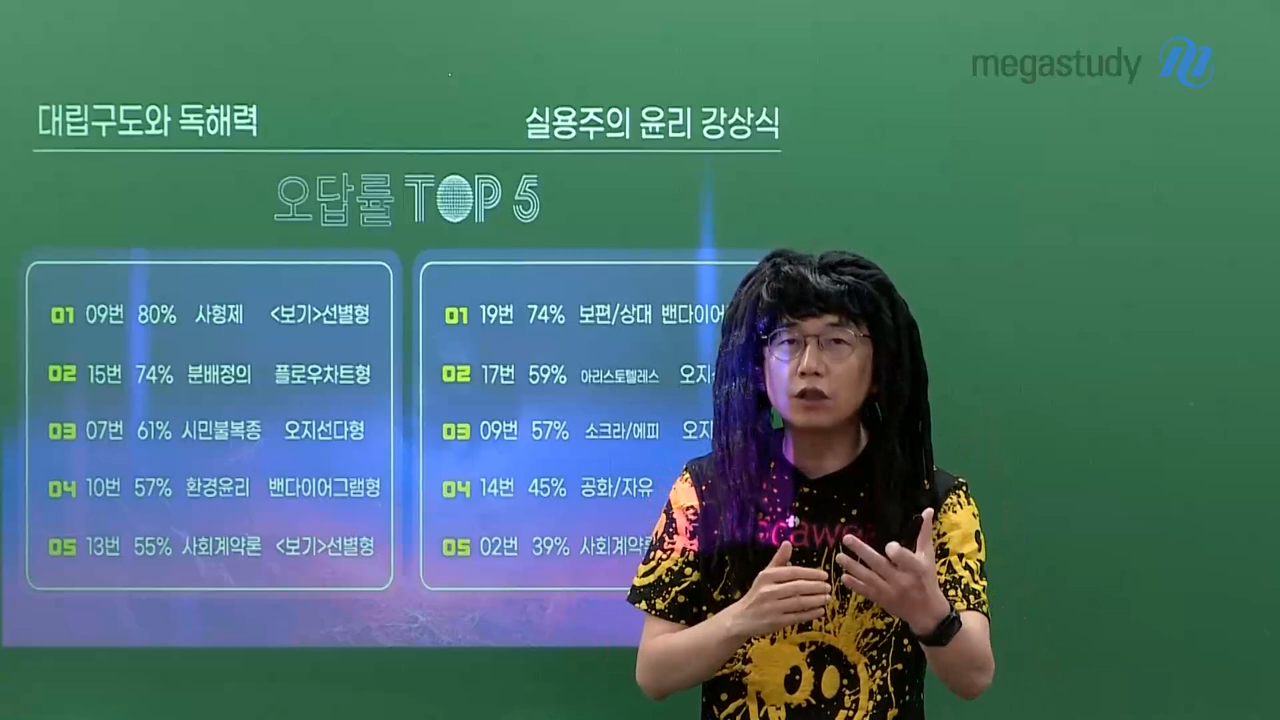 megastudy
대립구도와 독해력
실용주의 윤리 강상식
오답률 TOP 5
01 09번 80% 사형제 <보기>선별형
02 15번 74% 분배정의 플로우차트형
03 07번 61% 시민불복종 오지선다형
04 10번 57% 환경윤리 밴다이어그램형
05 13번 55% 사회계약론 <보기>선별형
01 19번 74% 보편/상대 밴다이어
02 17번 59% 아리스토텔레스 오지
03 09번 57% 소크라/에피 오지
04 14번 45% 공화/자유
05 02번 39% 사회계약